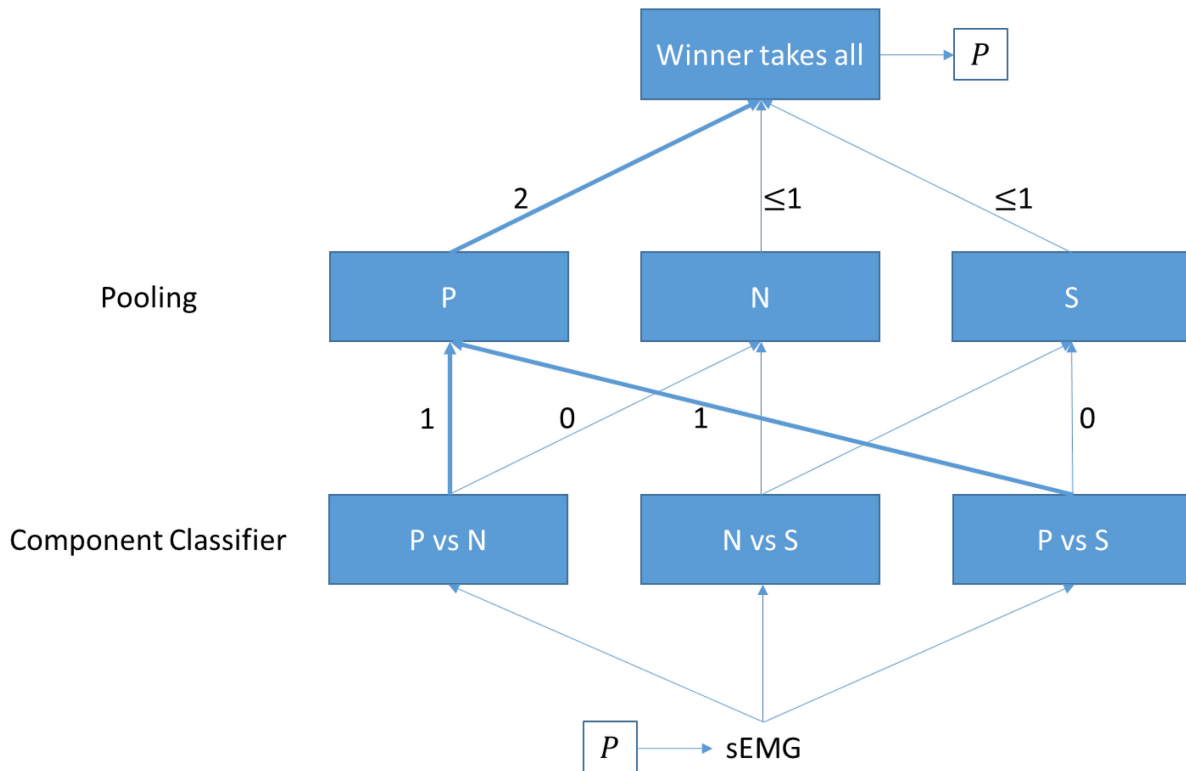 Winner takes all
P
2
≤1
≤1
Pooling
P
N
S
1
0
1
0
Component Classifier
P vs N
N vs S
P vs S
P
sEMG